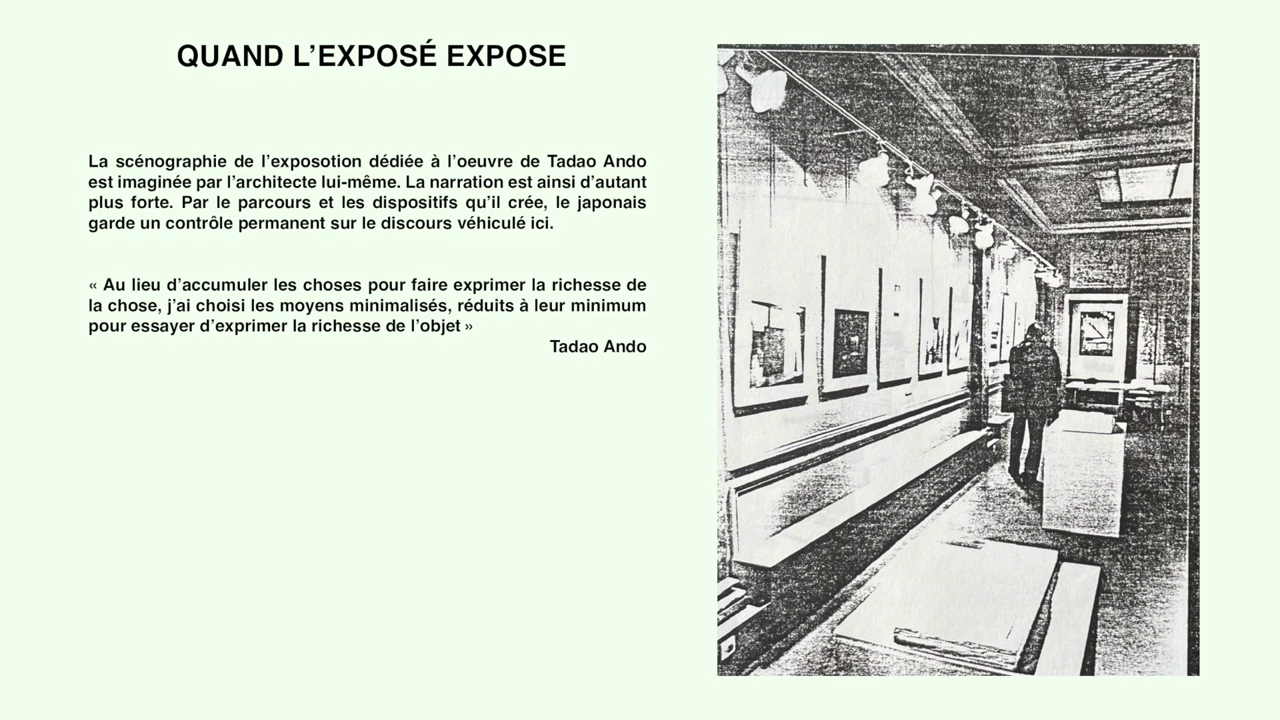 QUAND L’EXPOSÉ EXPOSE
La scénographie de l’exposotion dédiée à l’oeuvre de Tadao Ando
est imaginée par l’architecte lui-même. La narration est ainsi d’autant
plus forte. Par le parcours et les dispositifs qu’il crée, le japonais
garde un contrôle permanent sur le discours véhiculé ici.
« Au lieu d’accumuler les choses pour faire exprimer la richesse de
la chose, j’ai choisi les moyens minimalisés, réduits à leur minimum
pour essayer d’exprimer la richesse de l’objet »
Tadao Ando